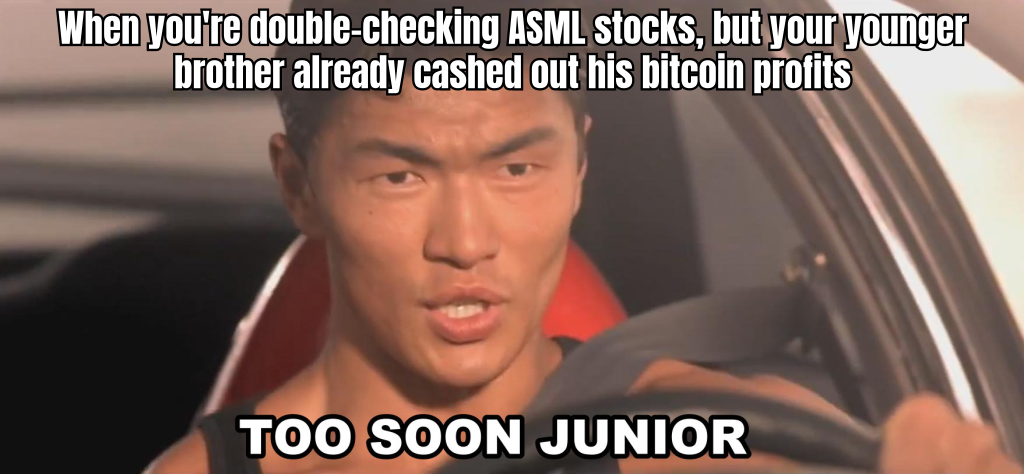 When you're double-checking ASML stocks, but your younger
brother already cashed out his bitcoin profits
TOO SOON JUNIOR